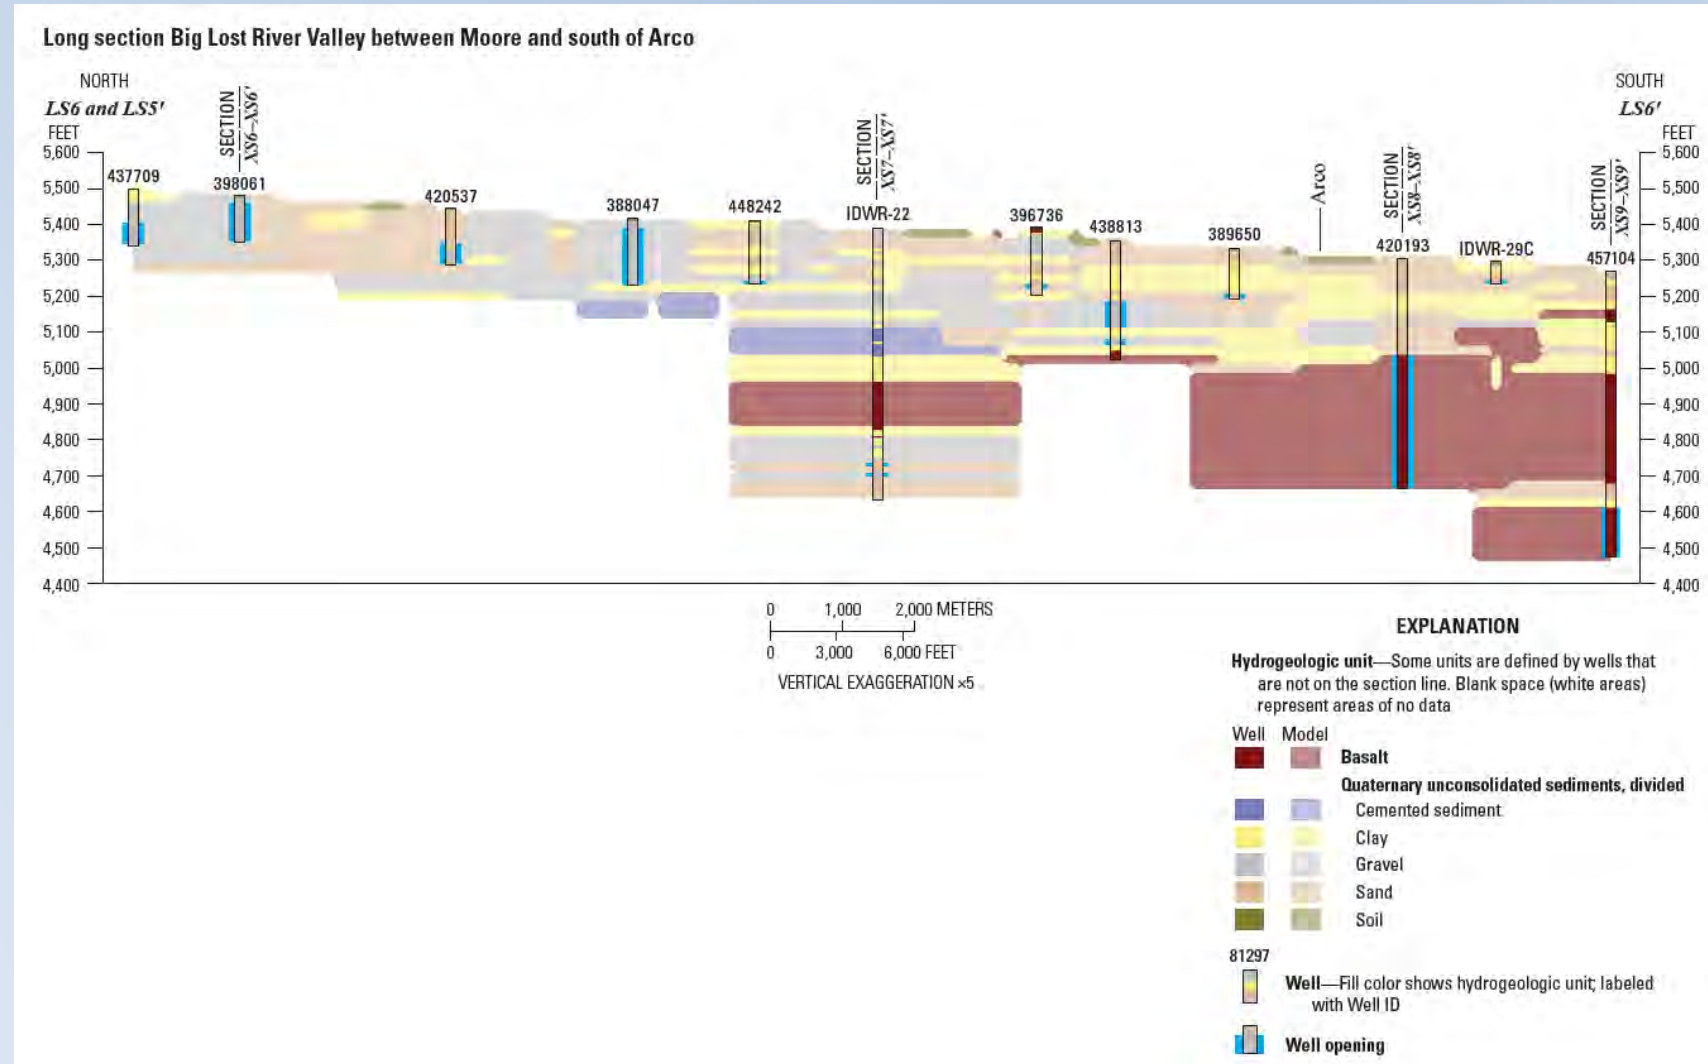 Long section Big Lost River Valley between Moore and south of Arco
NORTH
LS6 and LS5'
FEET
SOUTH
LS6'
FEET
5,600
5,500
5,400
5,300
5,200
5,100
5,000
4,900
4,800
4,700
4,600
4,500
4,400
437709
SECTION
XS6–XS6'
398061
420537
388047
448242
SECTION
XS7–XS7'
IDWR-22
396736
438813
389650
Arco
SECTION
XS8–XS8'
420193
IDWR-29C
SECTION
XS9–XS9'
457104
5,600
5,500
5,400
5,300
5,200
5,100
5,000
4,900
4,800
4,700
4,600
4,500
4,400
0 1,000 2,000 METERS
0 3,000 6,000 FEET
VERTICAL EXAGGERATION ×5
EXPLANATION
Hydrogeologic unit—Some units are defined by wells that
are not on the section line. Blank space (white areas)
represent areas of no data
Well Model
Basalt
Quaternary unconsolidated sediments, divided
Cemented sediment
Clay
Gravel
Sand
Soil
81297
Well—Fill color shows hydrogeologic unit; labeled
with Well ID
Well opening